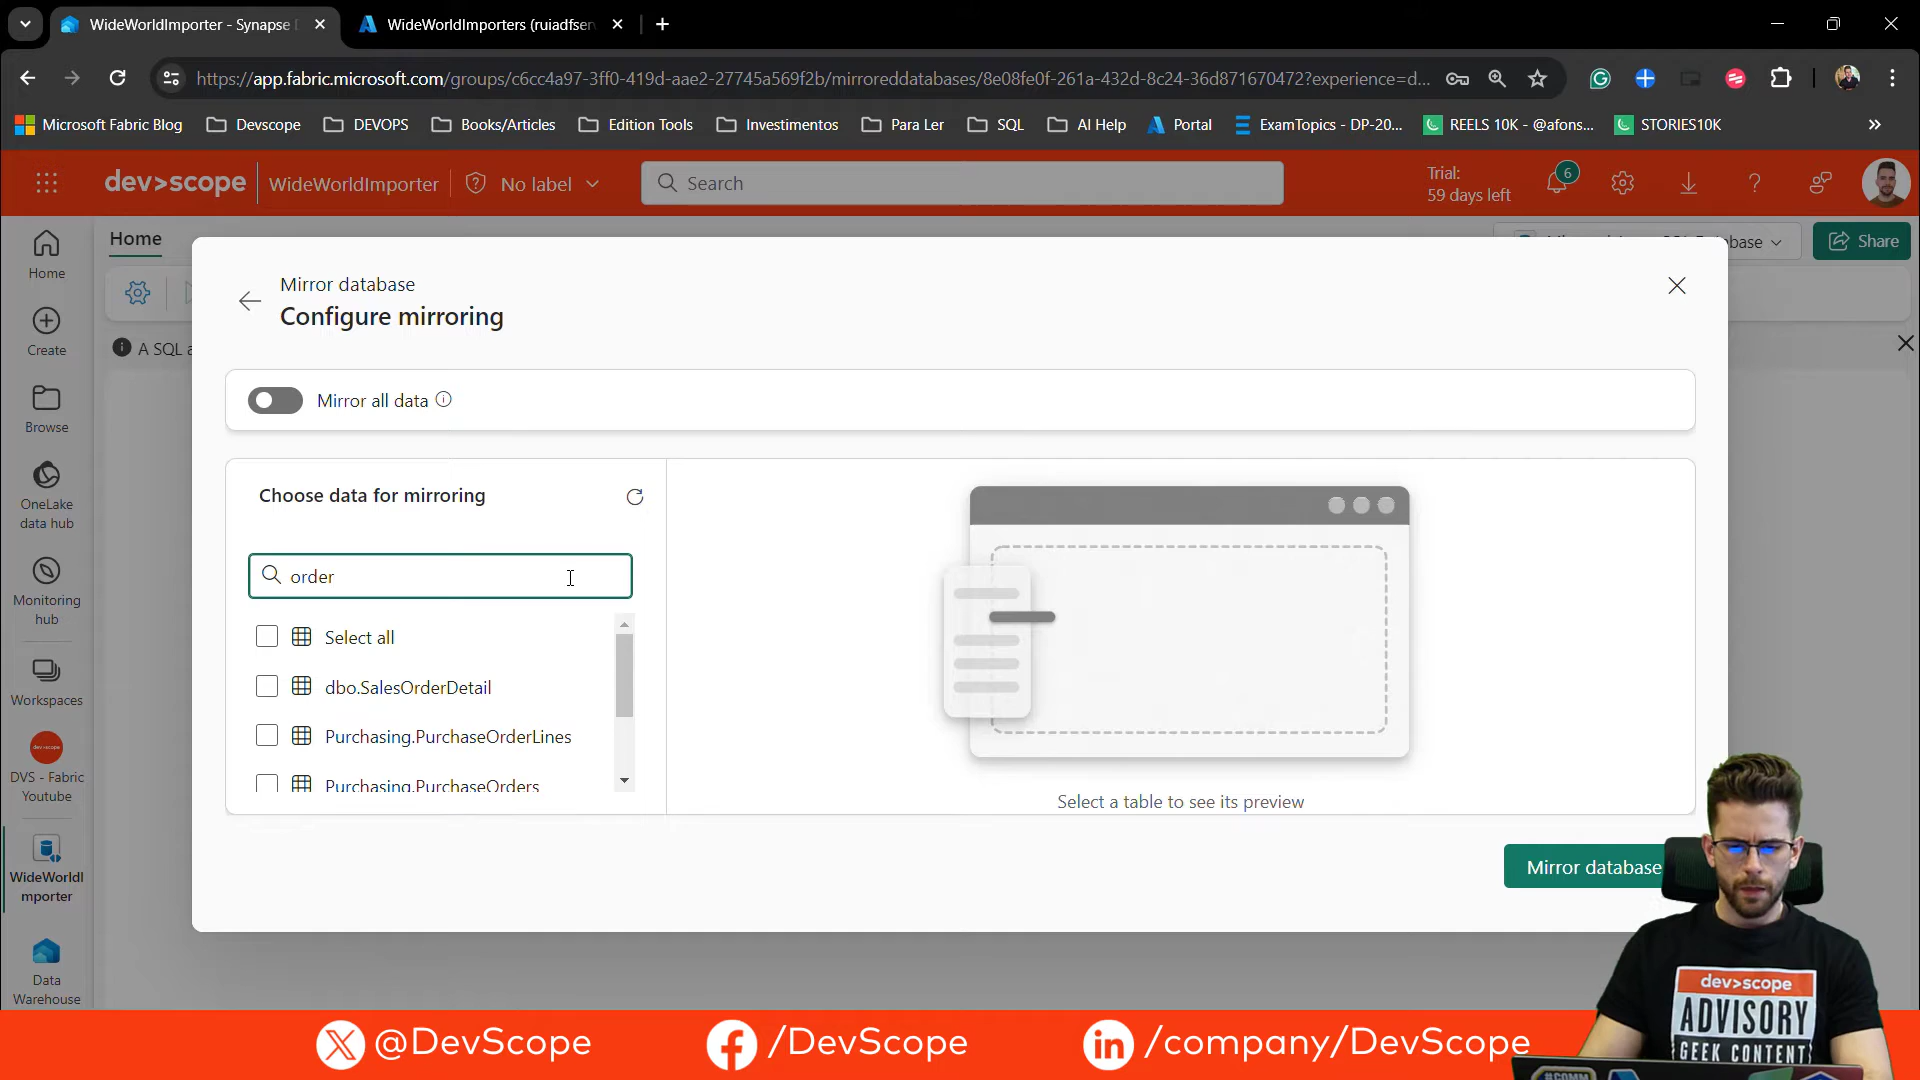 WideWorldImporter - Synapse
WideWorldImporters (ruiadfser
https://app.fabric.microsoft.com/groups/c6cc4a97-3ff0-419d-aae2-27745a569f2b/mirroreddatabases/8e08fe0f-261a-432d-8c24-36d871670472?experience=d...
Microsoft Fabric Blog
Devscope
DEVOPS
Books/Articles
Edition Tools
Investimentos
Para Ler
SQL
AI Help
Portal
ExamTopics - DP-20...
REELS 10K - @afons...
STORIES10K
dev>scope
WideWorldImporter
No label
Search
Trial:
59 days left
6
Home
Share
Home
Create
Browse
OneLake
data hub
Monitoring
hub
Workspaces
dev>scope
DVS - Fabric
Youtube
WideWorldI
mporter
Data
Warehouse
A SQL a
Mirror database
Configure mirroring
Mirror all data
Choose data for mirroring
order
Select all
dbo.SalesOrderDetail
Purchasing.PurchaseOrderLines
Purchasing.PurchaseOrders
Select a table to see its preview
Mirror database
dev>scope
ADVISORY
GEEK CONTENT
@DevScope
/DevScope
/company/DevScope